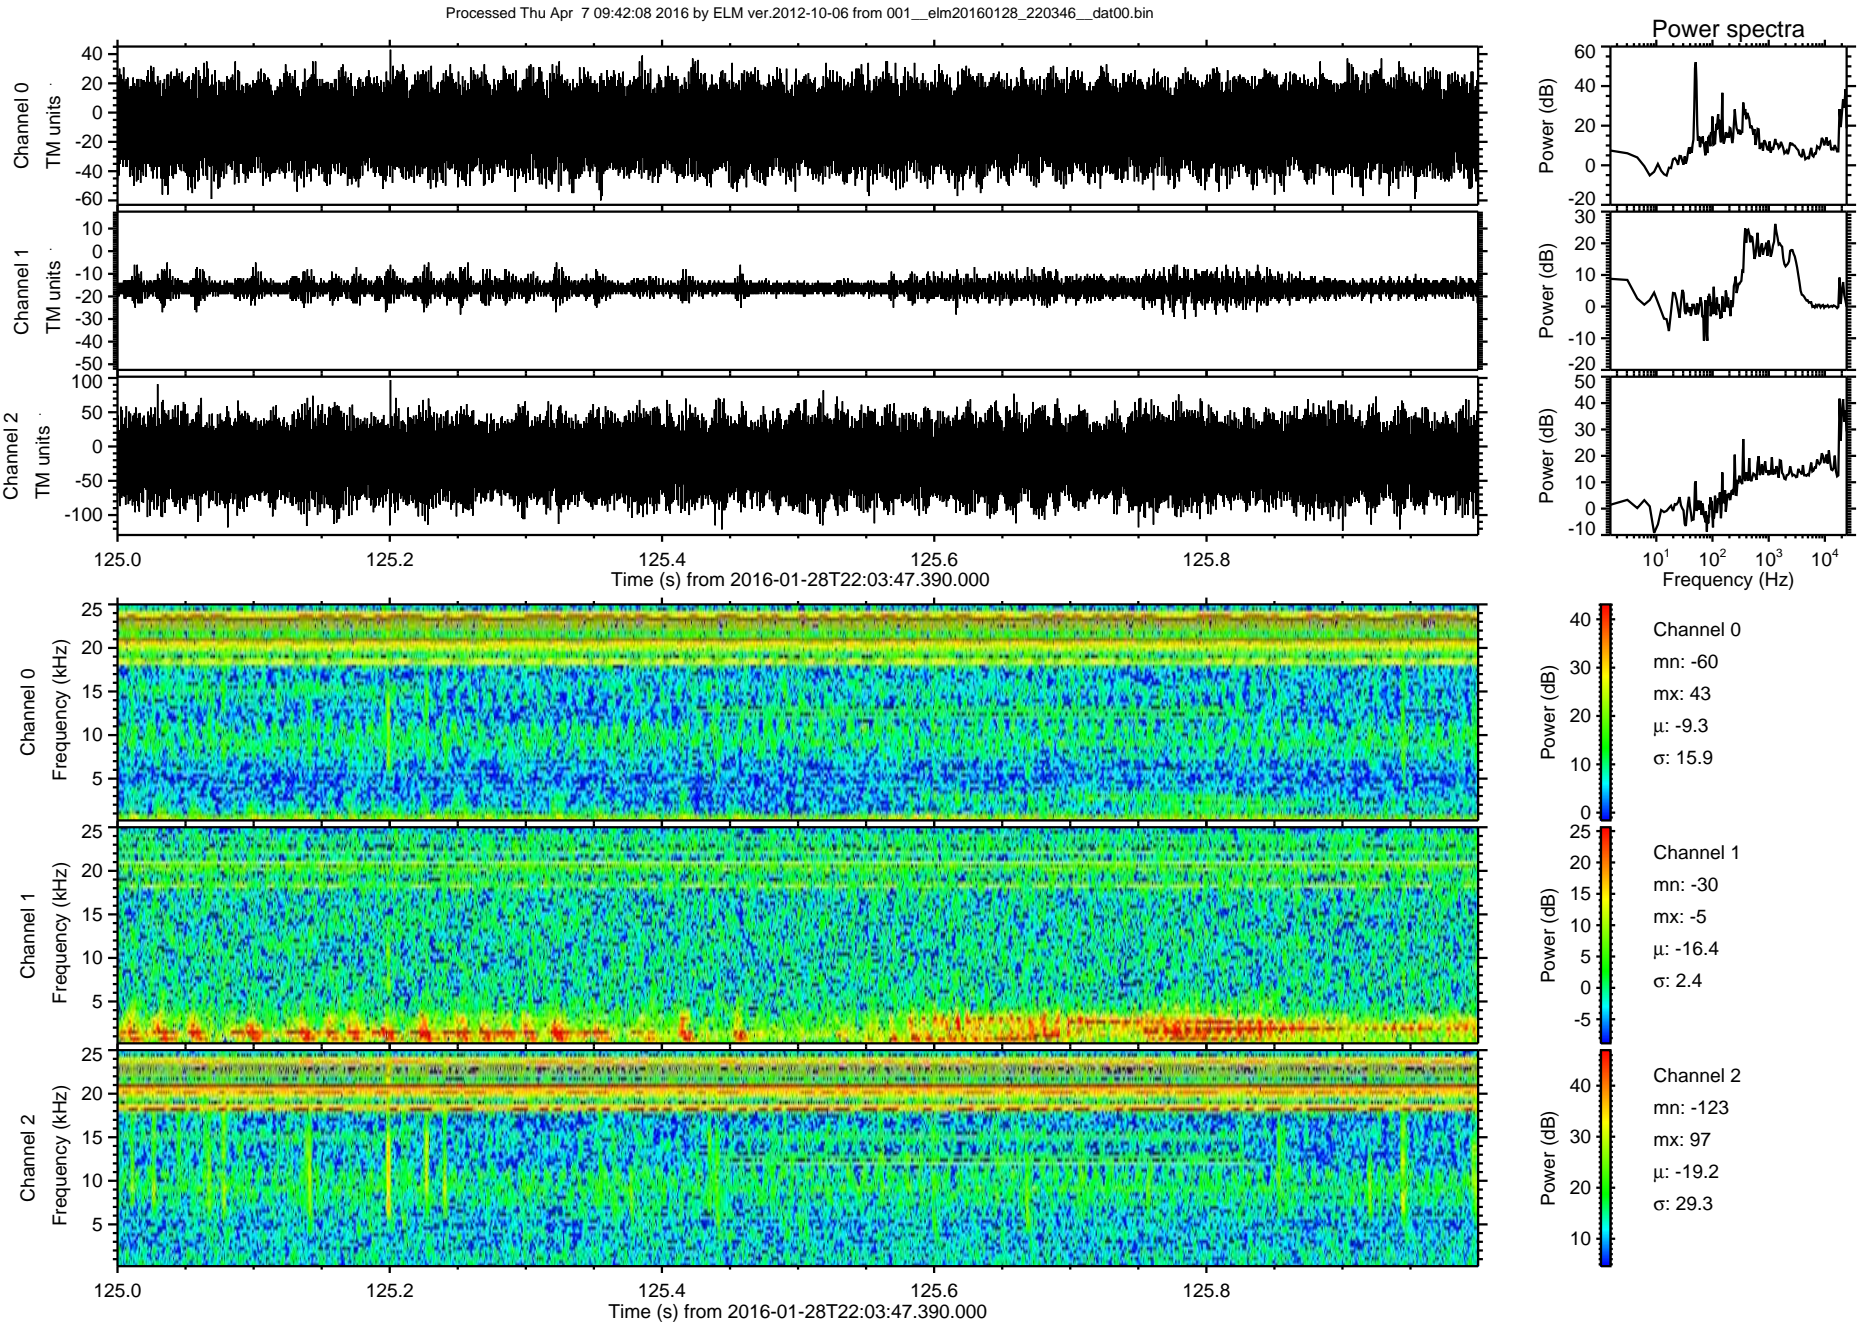 Processed Thu Apr  7 09:42:08 2016 by ELM ver.2012-10-06 from 001__elm20160128_220346__dat00.bin
Power spectra
Channel 0
TM units
40
20
0
-20
-40
-60
Power (dB)
60
40
20
0
-20
Channel 1
TM units
10
0
-10
-20
-30
-40
-50
Power (dB)
30
20
10
0
-10
-20
Channel 2
TM units
100
50
0
-50
-100
Power (dB)
50
40
30
20
10
0
-10
125.0 125.2 125.4 125.6 125.8
Time (s) from 2016-01-28T22:03:47.390.000
10¹ 10² 10³ 10⁴
Frequency (Hz)
Channel 0
Frequency (kHz)
25
20
15
10
5
Power (dB)
40
30
20
10
0
Channel 0
mn: -60
mx: 43
μ: -9.3
σ: 15.9
Channel 1
Frequency (kHz)
25
20
15
10
5
Power (dB)
25
20
15
10
5
0
-5
Channel 1
mn: -30
mx: -5
μ: -16.4
σ: 2.4
Channel 2
Frequency (kHz)
25
20
15
10
5
Power (dB)
40
30
20
10
Channel 2
mn: -123
mx: 97
μ: -19.2
σ: 29.3
125.0 125.2 125.4 125.6 125.8
Time (s) from 2016-01-28T22:03:47.390.000